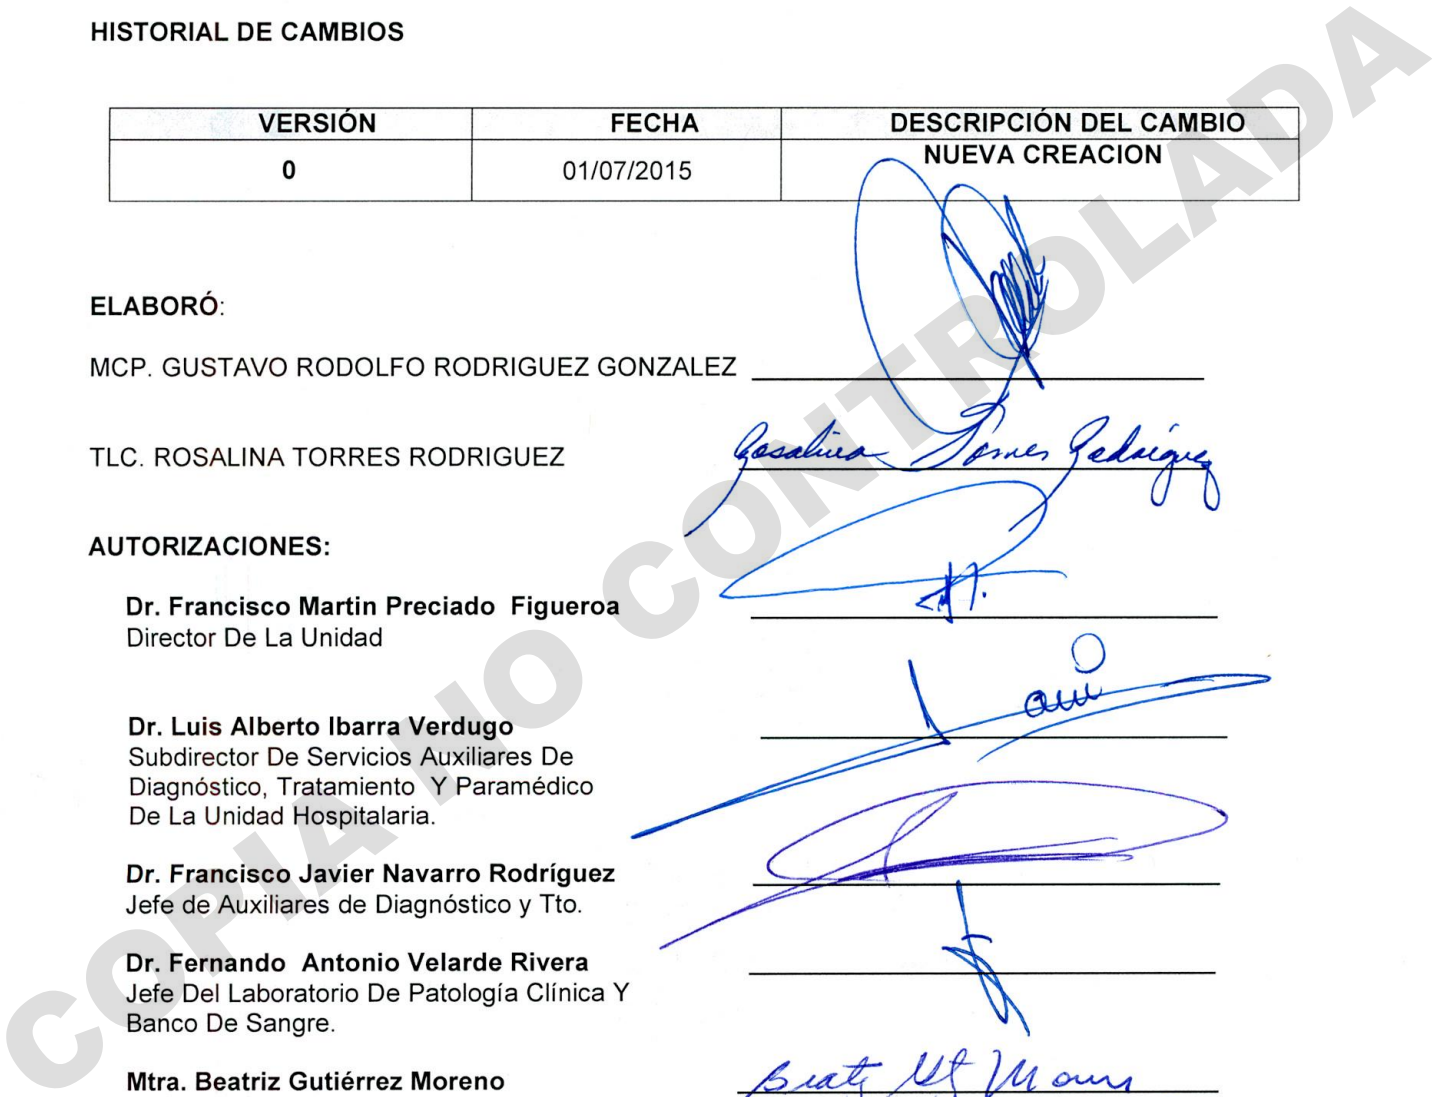 HISTORIAL DE CAMBIOS
VERSIÓN FECHA DESCRIPCIÓN DEL CAMBIO
0 01/07/2015 NUEVA CREACION
ELABORÓ:
MCP. GUSTAVO RODOLFO RODRIGUEZ GONZALEZ
TLC. ROSALINA TORRES RODRIGUEZ Rosalina Torres Rodríguez
AUTORIZACIONES:
Dr. Francisco Martin Preciado Figueroa
Director De La Unidad
Dr. Luis Alberto Ibarra Verdugo
Subdirector De Servicios Auxiliares De
Diagnóstico, Tratamiento Y Paramédico
De La Unidad Hospitalaria.
Dr. Francisco Javier Navarro Rodríguez
Jefe de Auxiliares de Diagnóstico y Tto.
Dr. Fernando Antonio Velarde Rivera
Jefe Del Laboratorio De Patología Clínica Y
Banco De Sangre.
Mtra. Beatriz Gutiérrez Moreno
COPIA NO CONTROLADA